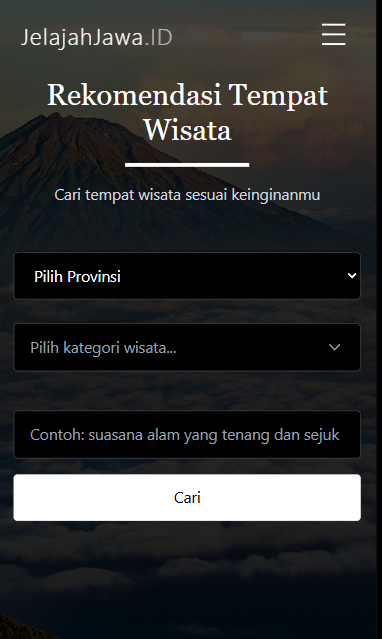 JelajahJawa.ID
Rekomendasi Tempat
Wisata
Cari tempat wisata sesuai keinginanmu
Pilih Provinsi
Pilih kategori wisata...
Contoh: suasana alam yang tenang dan sejuk
Cari